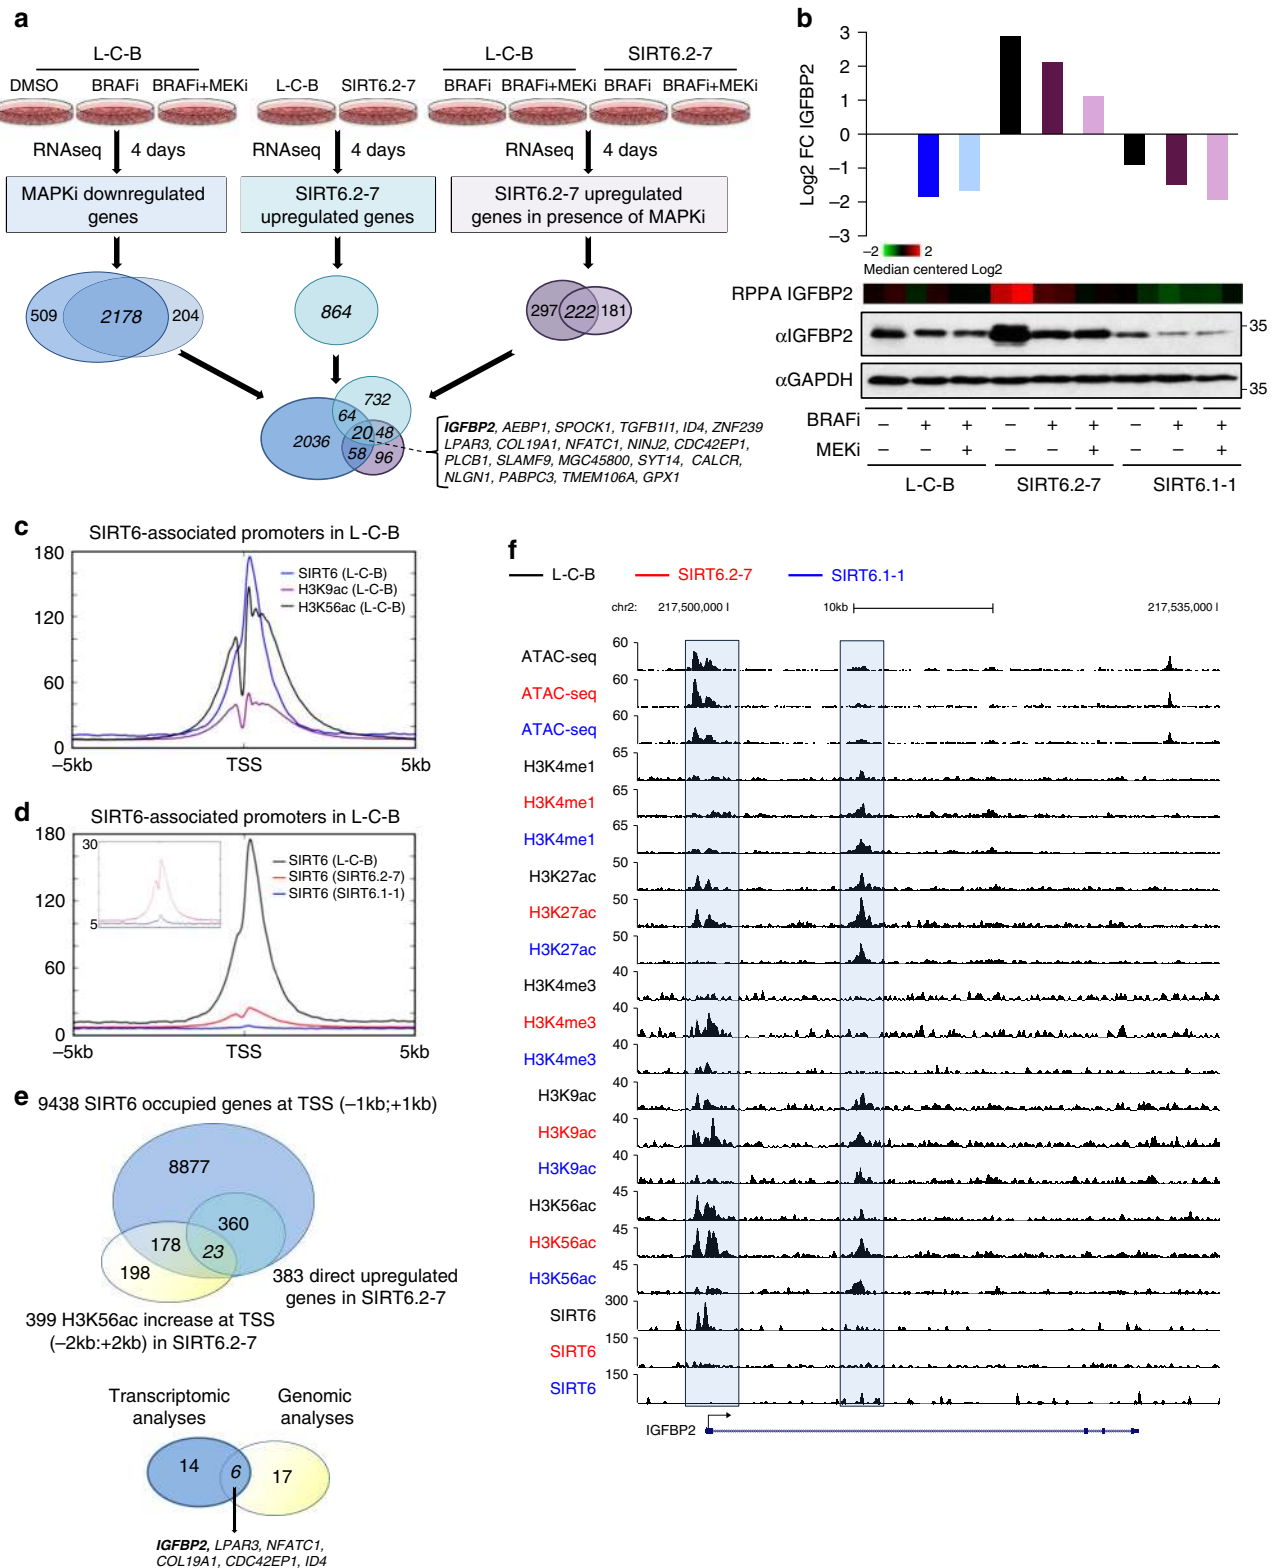 a
L-C-B
DMSO BRAFi BRAFi+MEKi
RNAseq 4 days
MAPKi downregulated
genes
509 2178 204
L-C-B SIRT6.2-7
RNAseq 4 days
SIRT6.2-7
upregulated genes
864
L-C-B SIRT6.2-7
BRAFi BRAFi+MEKi BRAFi BRAFi+MEKi
RNAseq 4 days
SIRT6.2-7 upregulated
genes in presence of MAPKi
297 222 181
732
64
2036 20 48
58 96
IGFBP2, AEBP1, SPOCK1, TGFB1I1, ID4, ZNF239
LPAR3, COL19A1, NFATC1, NINJ2, CDC42EP1,
PLCB1, SLAMF9, MGC45800, SYT14, CALCR,
NLGN1, PABPC3, TMEM106A, GPX1
b
Log2 FC IGFBP2
3
2
1
0
−1
−2
−3
−2 2
Median centered Log2
RPPA IGFBP2
αIGFBP2 35
αGAPDH 35
BRAFi − + + − + + − + +
MEKi − − + − − + − − +
L-C-B SIRT6.2-7 SIRT6.1-1
c
SIRT6-associated promoters in L-C-B
180
120
60
0
SIRT6 (L-C-B)
H3K9ac (L-C-B)
H3K56ac (L-C-B)
−5kb TSS 5kb
d
SIRT6-associated promoters in L-C-B
180
120
60
0
30
5
SIRT6 (L-C-B)
SIRT6 (SIRT6.2-7)
SIRT6 (SIRT6.1-1)
−5kb TSS 5kb
e
9438 SIRT6 occupied genes at TSS (−1kb;+1kb)
8877
360
178 23
198
383 direct upregulated
genes in SIRT6.2-7
399 H3K56ac increase at TSS
(−2kb:+2kb) in SIRT6.2-7
Transcriptomic
analyses
Genomic
analyses
14 6 17
IGFBP2, LPAR3, NFATC1,
COL19A1, CDC42EP1, ID4
f
L-C-B SIRT6.2-7 SIRT6.1-1
chr2: 217,500,000 I 10kb 217,535,000 I
ATAC-seq 60
ATAC-seq 60
ATAC-seq 60
H3K4me1 65
H3K4me1 65
H3K4me1 65
H3K27ac 50
H3K27ac 50
H3K27ac 50
H3K4me3 40
H3K4me3 40
H3K4me3 40
H3K9ac 40
H3K9ac 40
H3K9ac 40
H3K56ac 45
H3K56ac 45
H3K56ac 45
SIRT6 300
SIRT6 150
SIRT6 150
IGFBP2